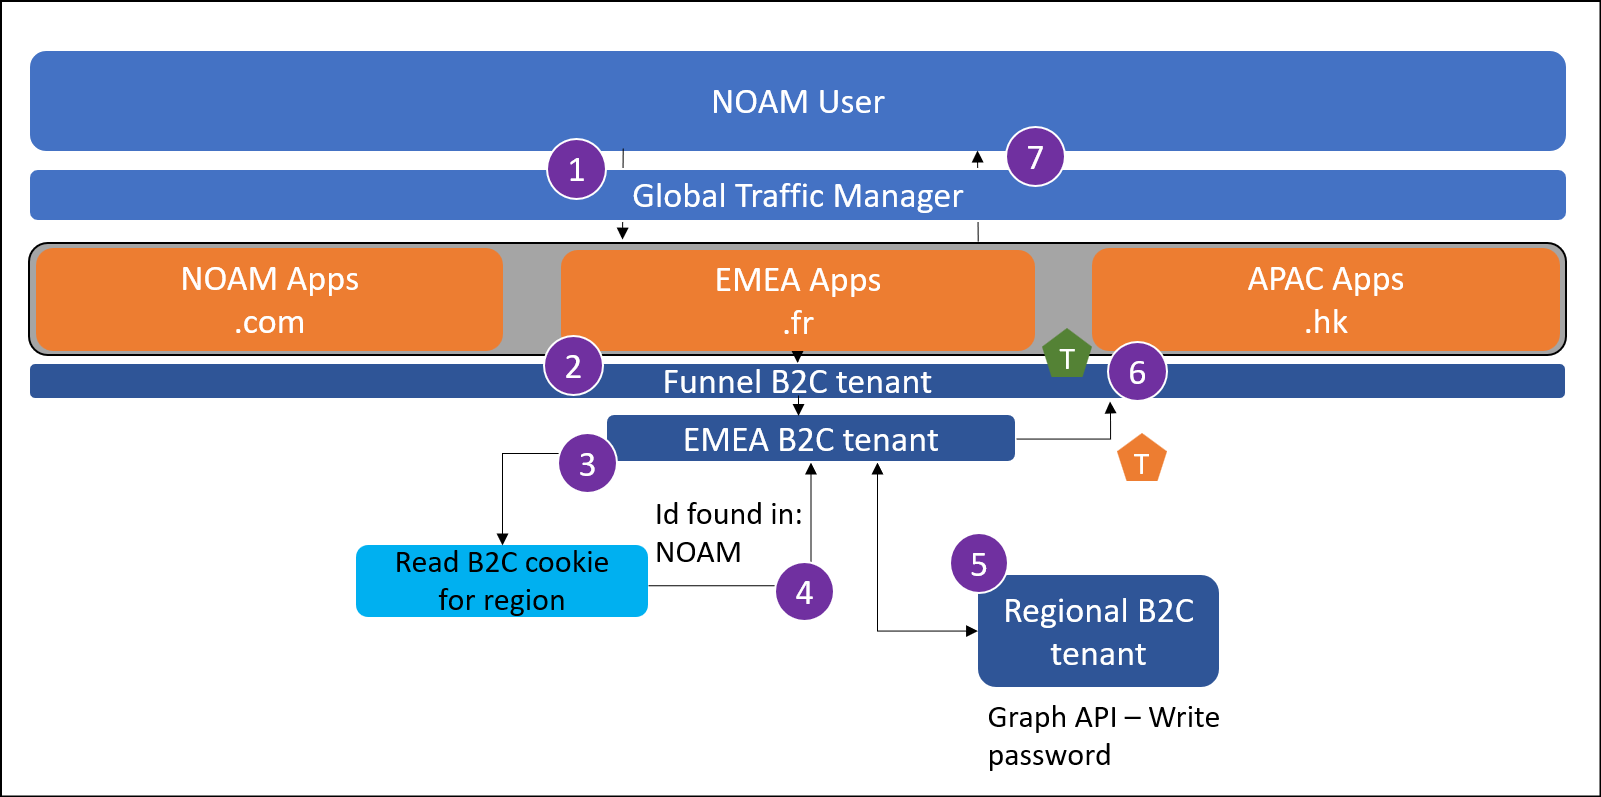 NOAM User
1
7
Global Traffic Manager
NOAM Apps
.com
EMEA Apps
.fr
APAC Apps
.hk
2
T
6
Funnel B2C tenant
EMEA B2C tenant
3
T
Id found in:
NOAM
Read B2C cookie
for region
4
5
Regional B2C
tenant
Graph API – Write
password